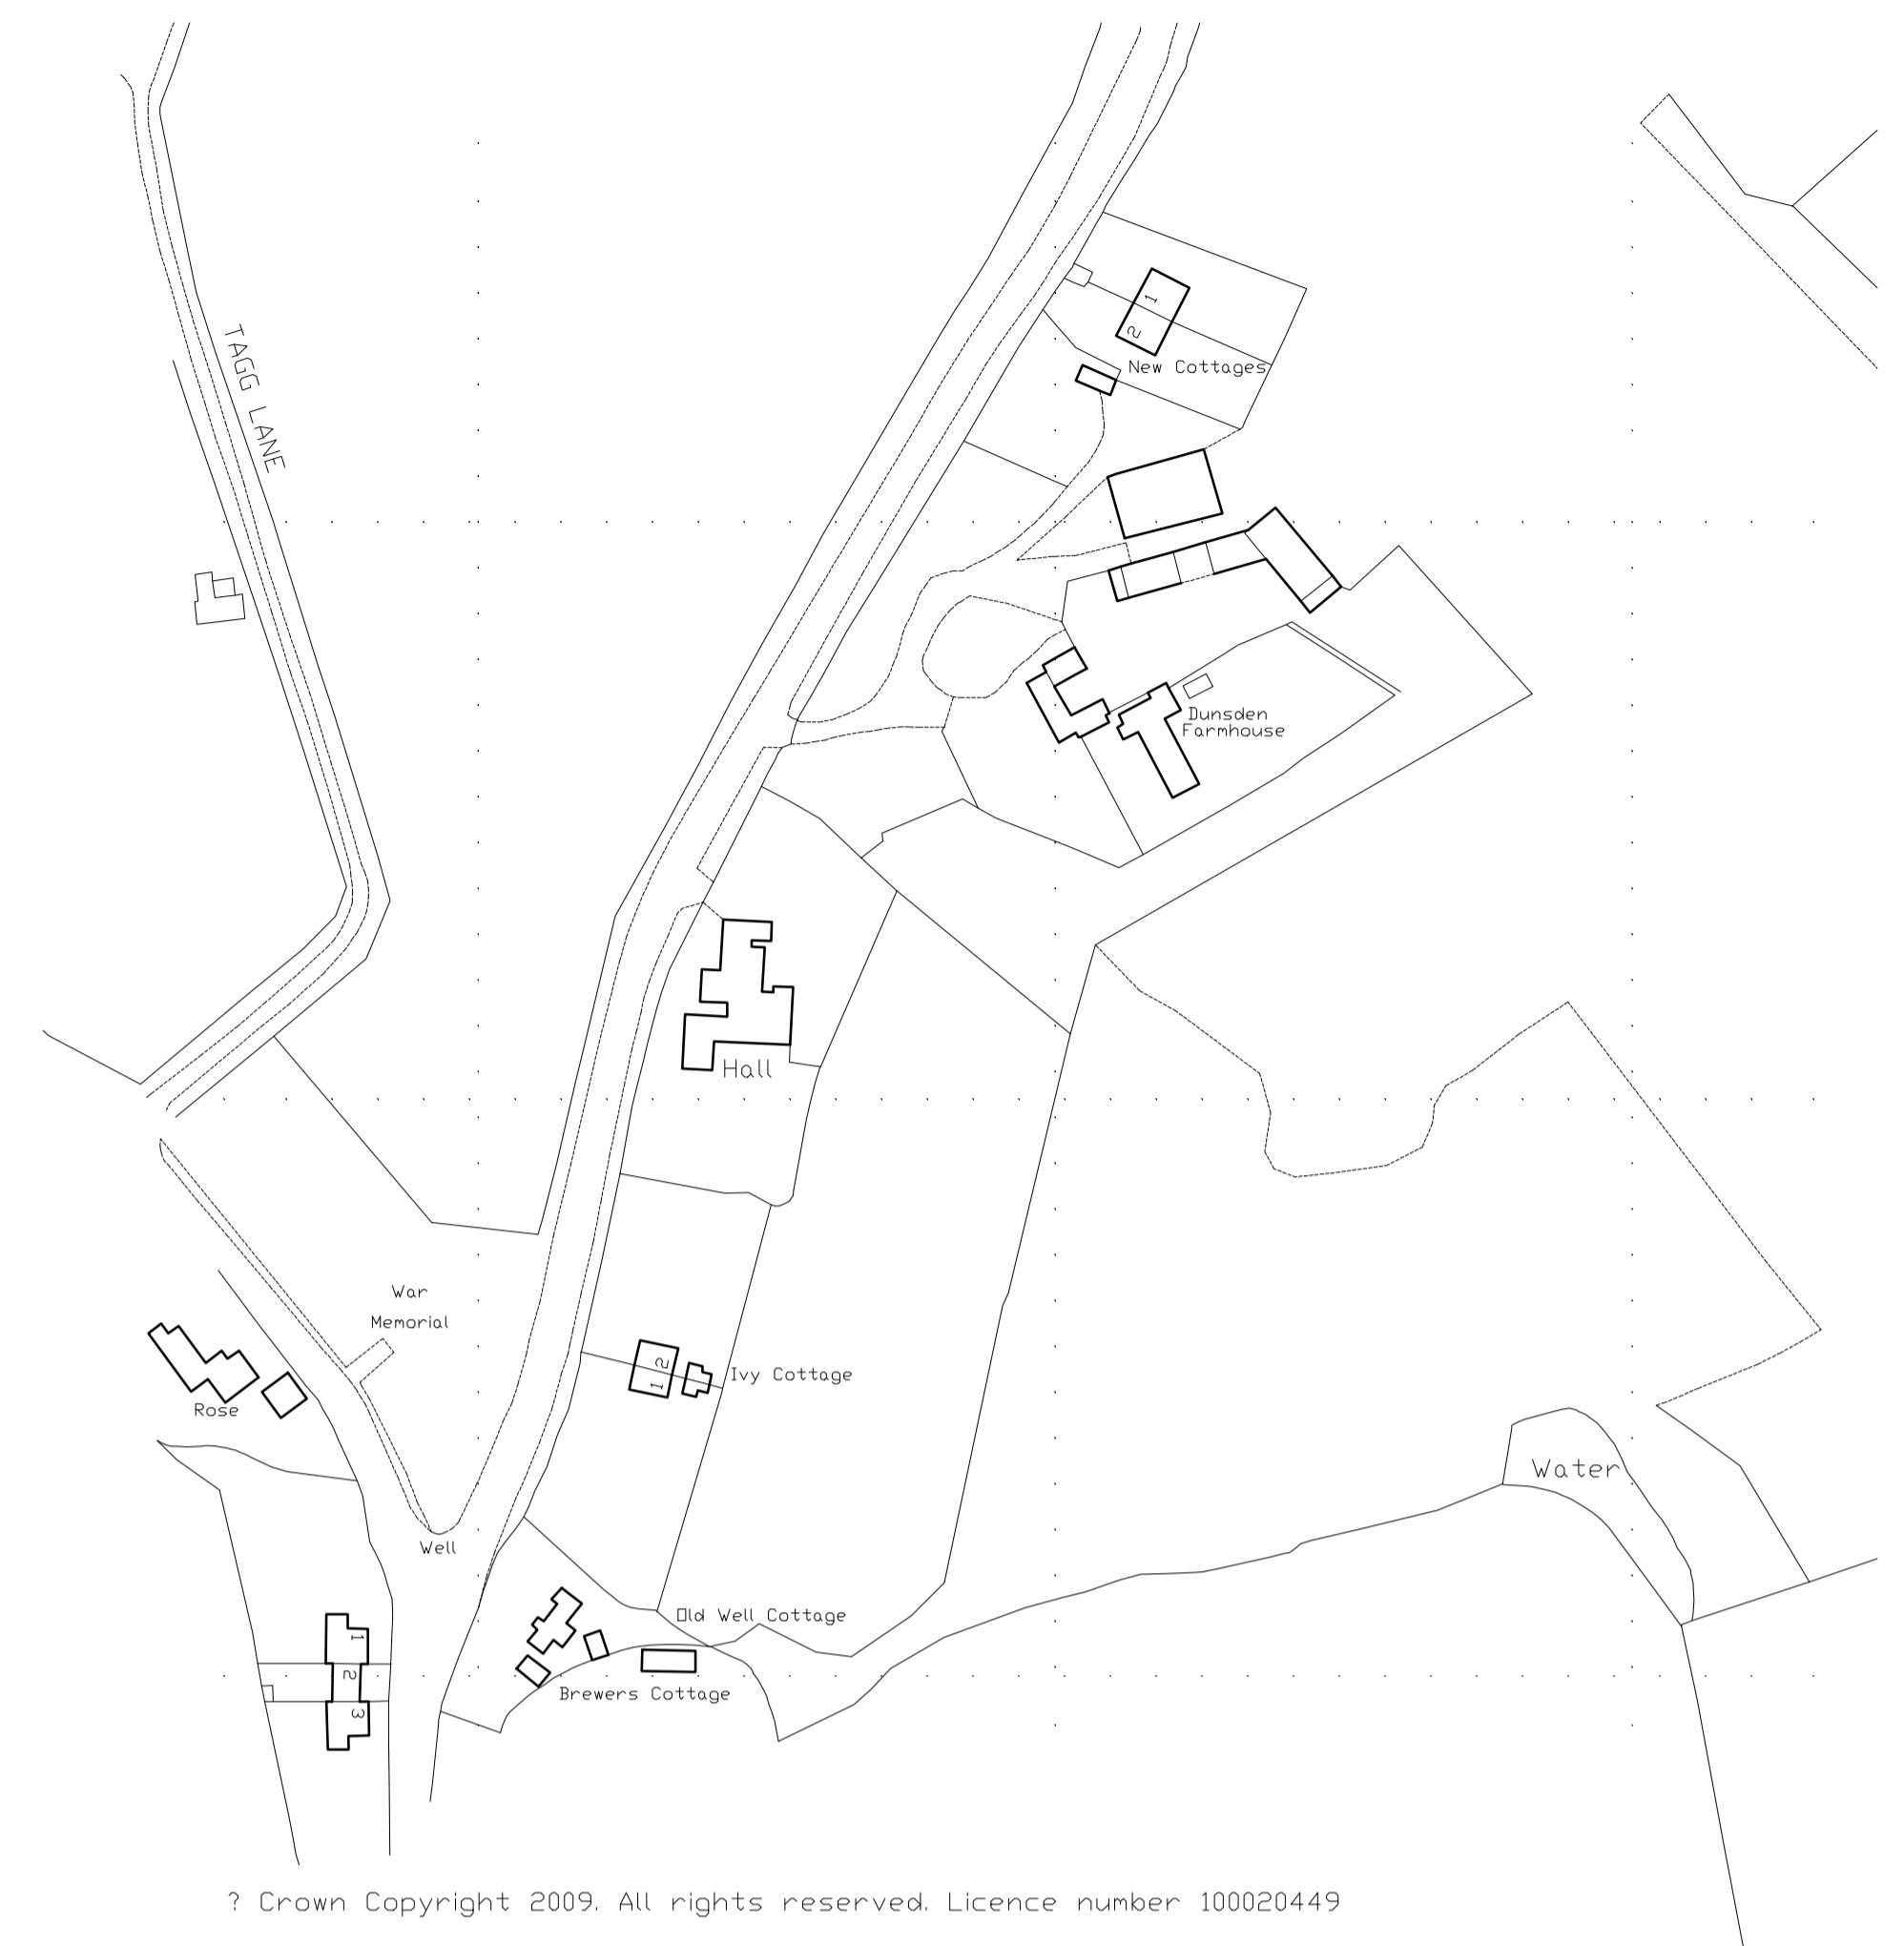 TAGG LANE
1
2
New Cottages
Dunsden
Farmhouse
Hall
War
Memorial
2
1
Ivy Cottage
Rose
Water
Well
Old Well Cottage
1
2
3
Brewers Cottage
? Crown Copyright 2009. All rights reserved. Licence number 100020449